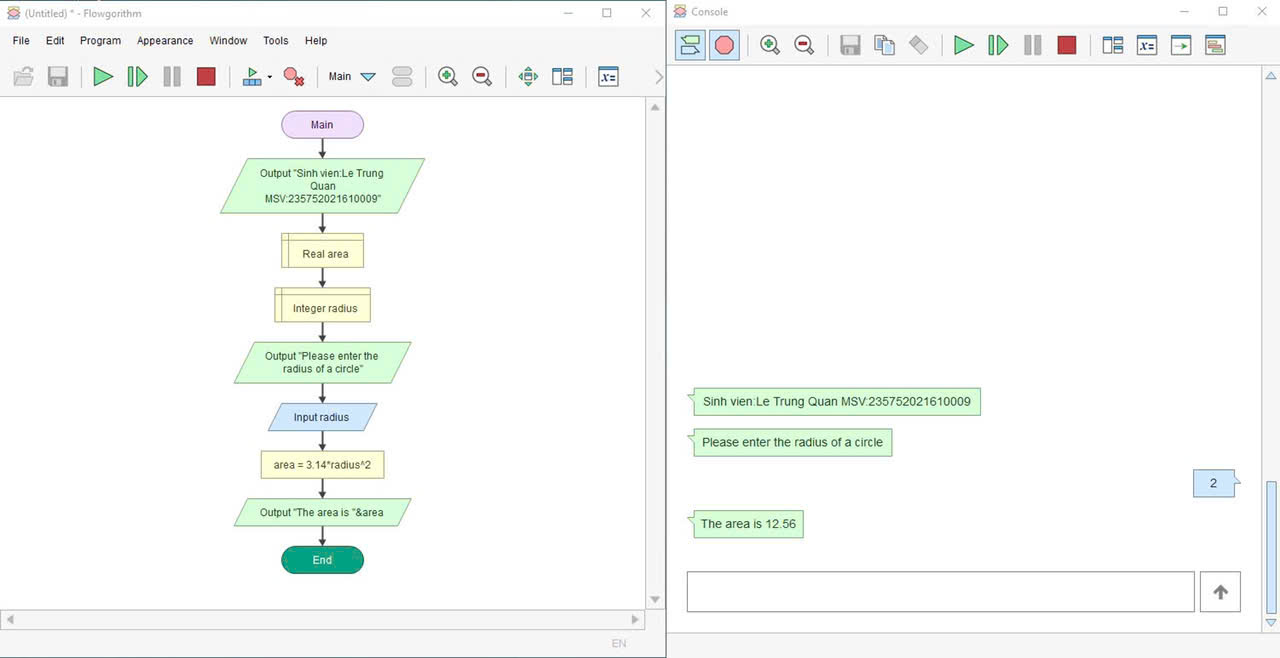 (Untitled) * - Flowgorithm
File Edit Program Appearance Window Tools Help
Main
x=
Main
Output "Sinh vien:Le Trung
Quan
MSV:235752021610009"
Real area
Integer radius
Output "Please enter the
radius of a circle"
Input radius
area = 3.14*radius^2
Output "The area is "&area
End
EN
Console
x=
Sinh vien:Le Trung Quan MSV:235752021610009
Please enter the radius of a circle
2
The area is 12.56